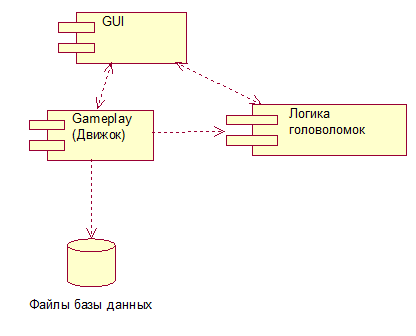 GUI
Gameplay
(Движок)
Логика
головоломок
Файлы базы данных